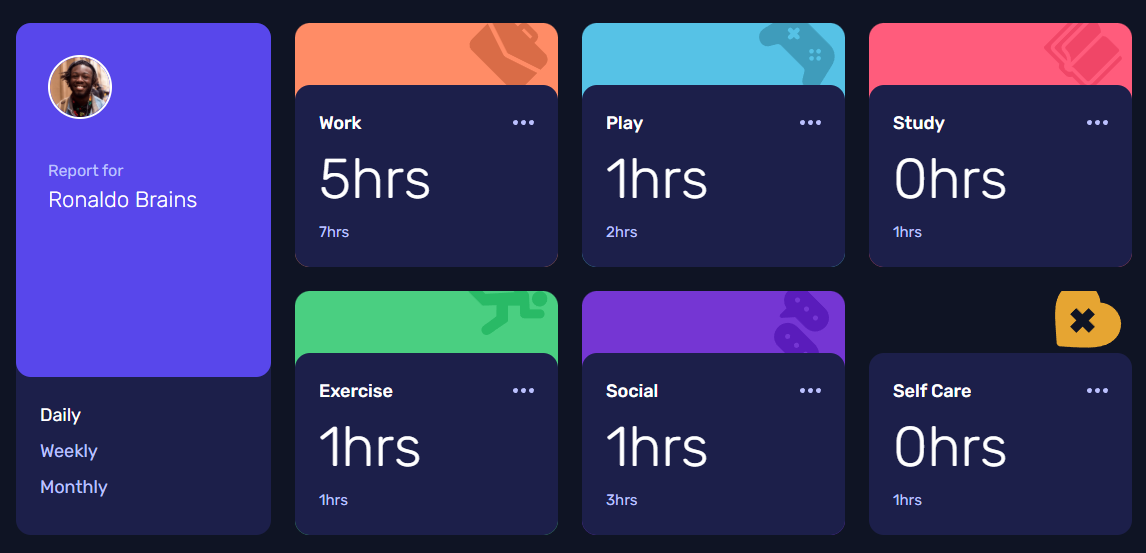 Report for
Ronaldo Brains
Daily
Weekly
Monthly
Work
5hrs
7hrs
Play
1hrs
2hrs
Study
0hrs
1hrs
Exercise
1hrs
1hrs
Social
1hrs
3hrs
Self Care
0hrs
1hrs